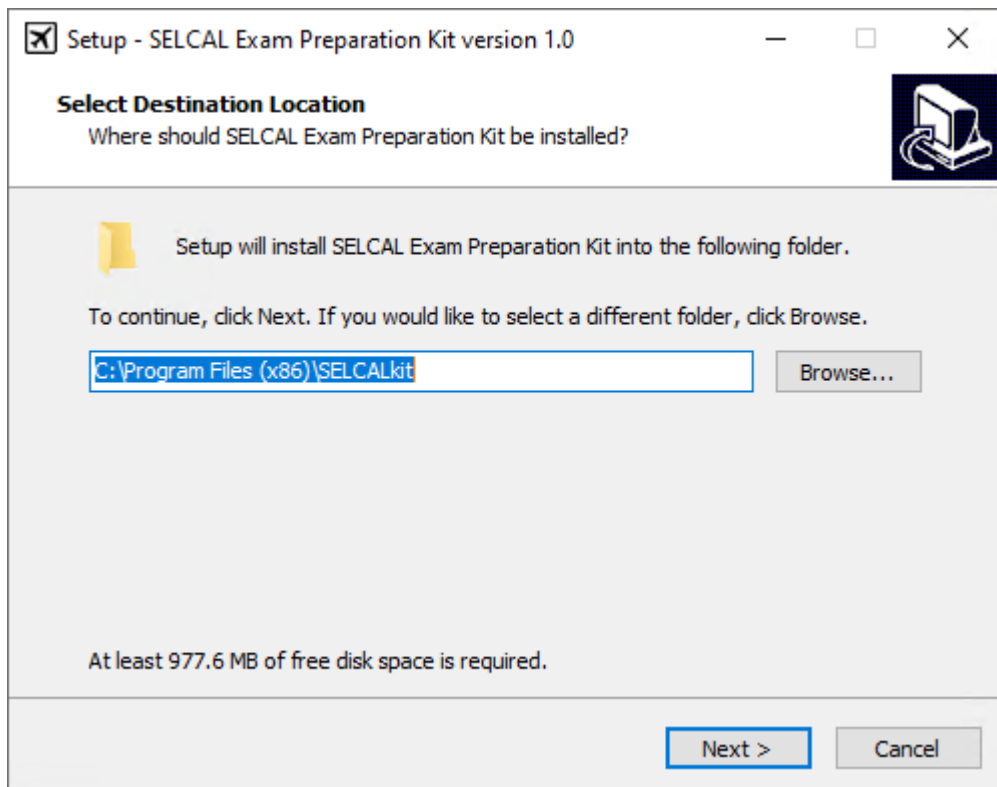 Setup - SELCAL Exam Preparation Kit version 1.0
Select Destination Location
Where should SELCAL Exam Preparation Kit be installed?
Setup will install SELCAL Exam Preparation Kit into the following folder.
To continue, click Next. If you would like to select a different folder, click Browse.
C:\Program Files (x86)\SELCALkit
Browse...
At least 977.6 MB of free disk space is required.
Next >
Cancel